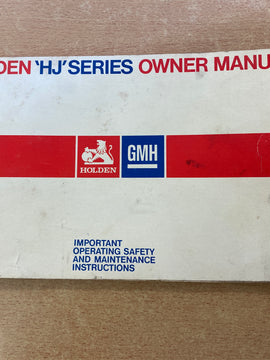 DEN 'HJ' SERIES OWNER MANU
HOLDEN
GMH
IMPORTANT
OPERATING SAFETY
AND MAINTENANCE
INSTRUCTIONS